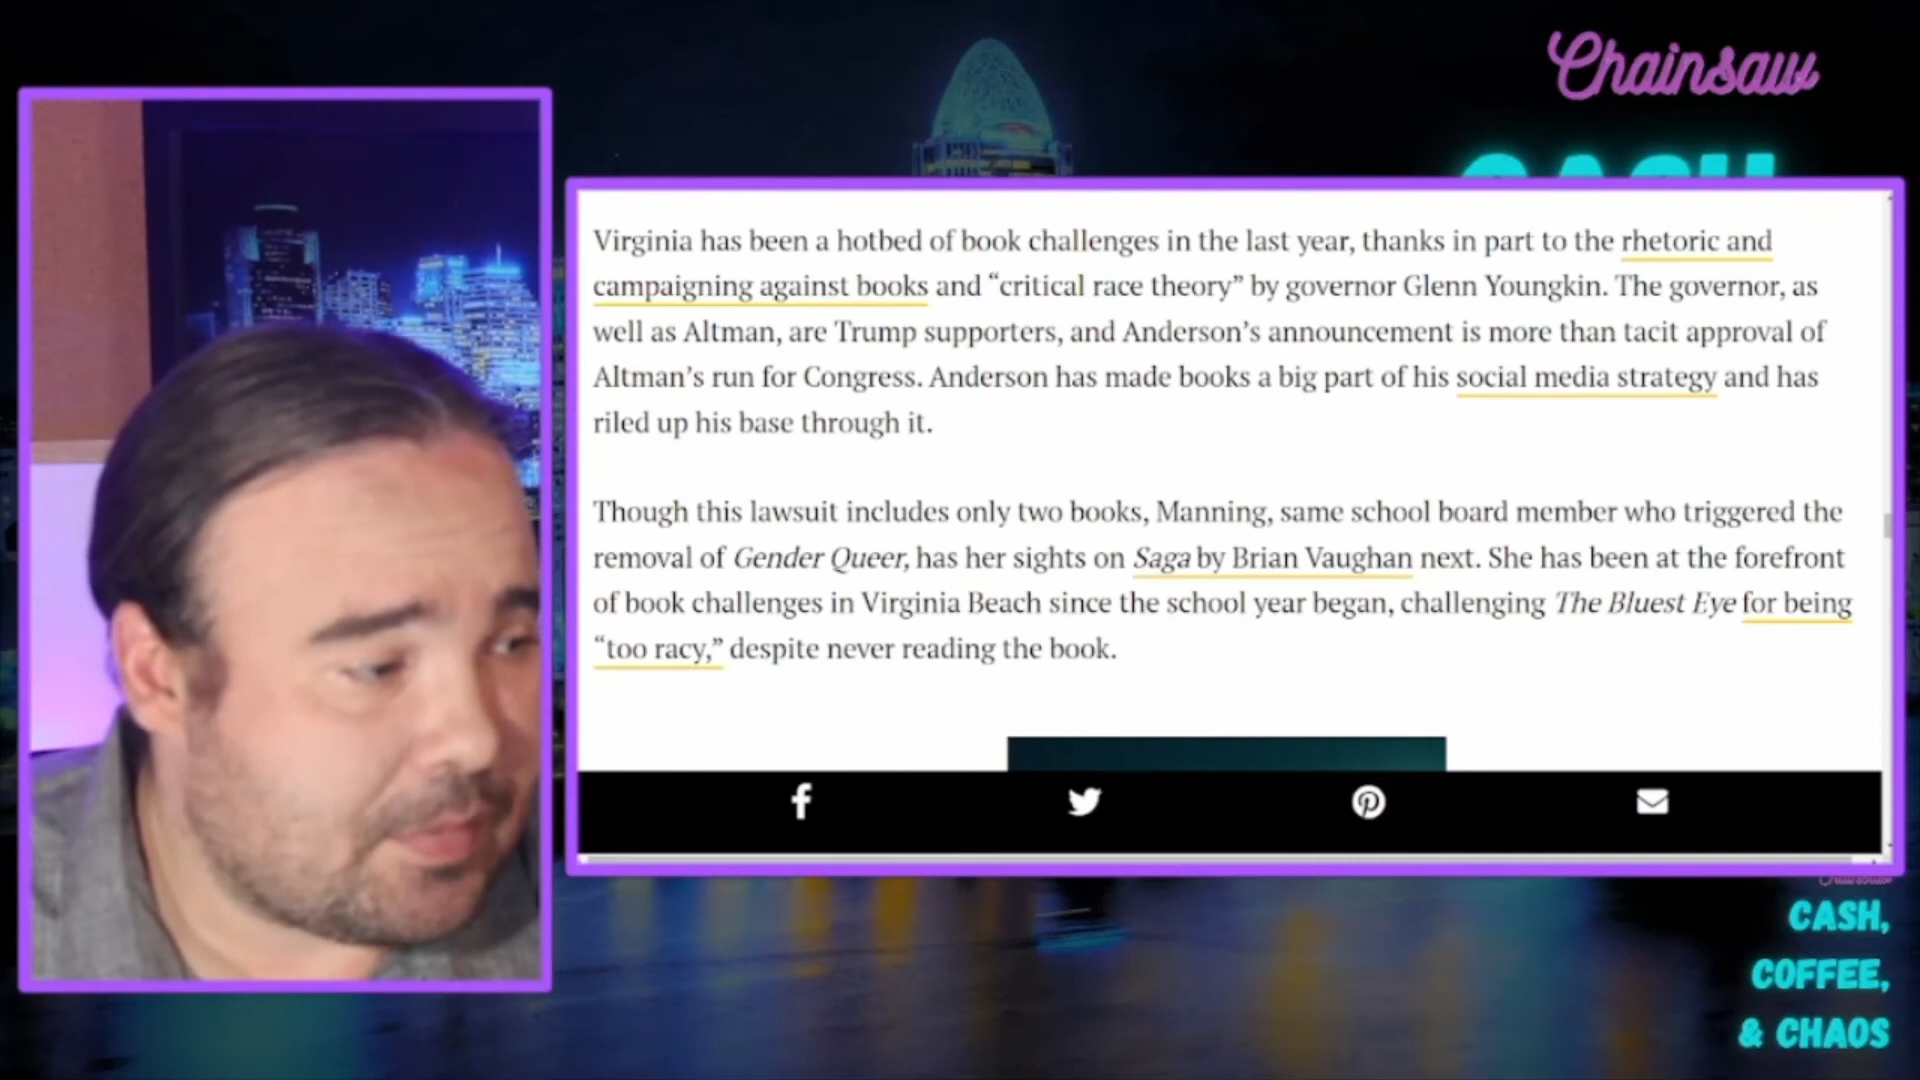 Chainsaw
CASH
Virginia has been a hotbed of book challenges in the last year, thanks in part to the rhetoric and
campaigning against books and “critical race theory” by governor Glenn Youngkin. The governor, as
well as Altman, are Trump supporters, and Anderson’s announcement is more than tacit approval of
Altman’s run for Congress. Anderson has made books a big part of his social media strategy and has
riled up his base through it.
Though this lawsuit includes only two books, Manning, same school board member who triggered the
removal of Gender Queer, has her sights on Saga by Brian Vaughan next. She has been at the forefront
of book challenges in Virginia Beach since the school year began, challenging The Bluest Eye for being
“too racy,” despite never reading the book.
CASH,
COFFEE,
& CHAOS